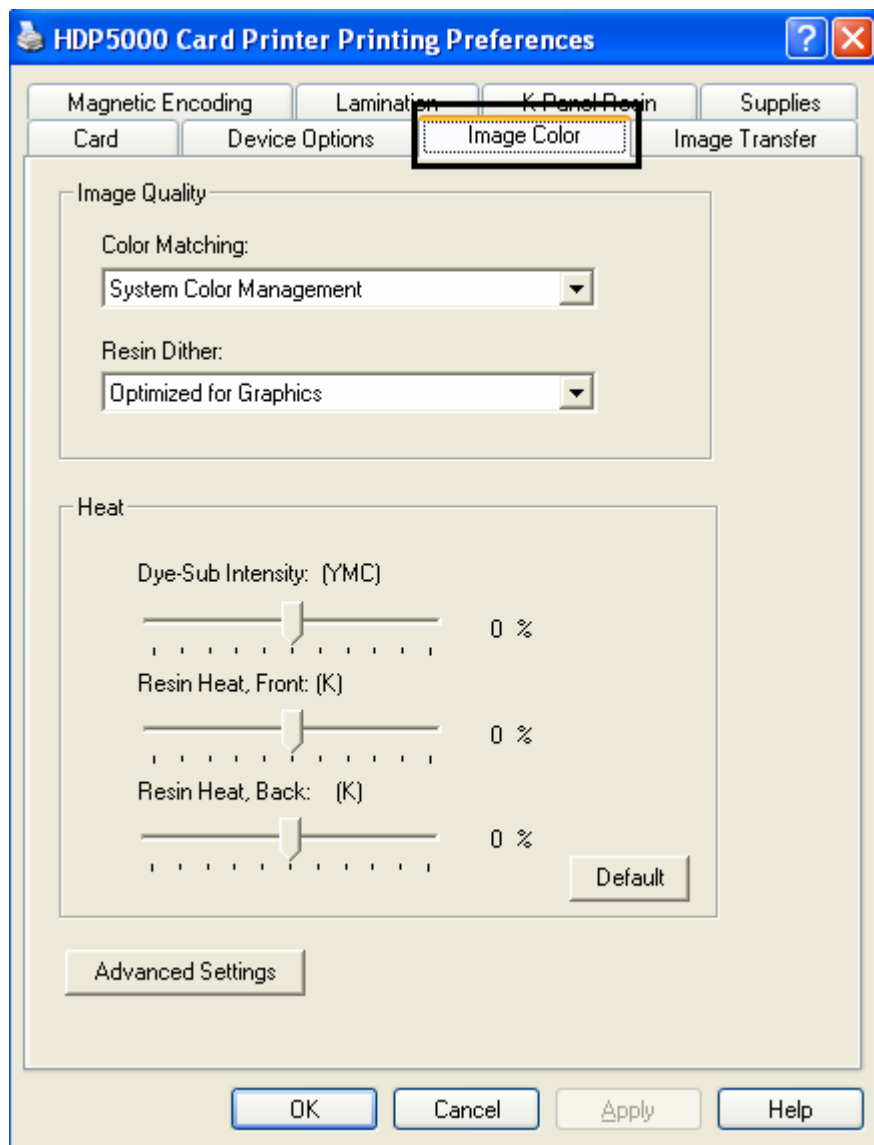 HDP5000 Card Printer Printing Preferences
Magnetic Encoding Lamination K Panel Resin Supplies
Card Device Options Image Color Image Transfer
Image Quality
Color Matching:
System Color Management
Resin Dither:
Optimized for Graphics
Heat
Dye-Sub Intensity: (YMC)
0 %
Resin Heat, Front: (K)
0 %
Resin Heat, Back: (K)
0 %
Default
Advanced Settings
OK Cancel Apply Help